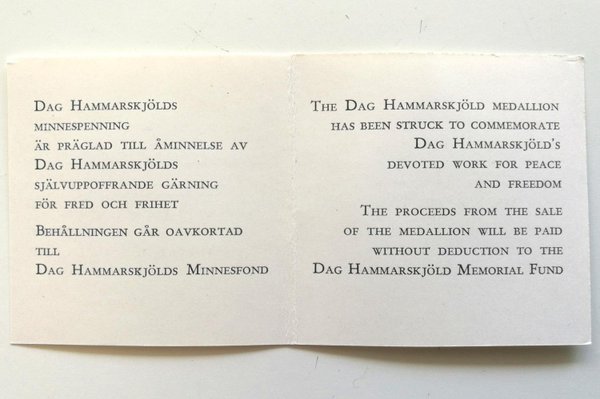 Dag Hammarskjölds
minnespenning
är präglad till åminnelse av
Dag Hammarskjölds
självuppoffrande gärning
för fred och frihet
Behållningen går oavkortad
till
Dag Hammarskjölds Minnesfond
The Dag Hammarskjöld medallion
has been struck to commemorate
Dag Hammarskjöld's
devoted work for peace
and freedom
The proceeds from the sale
of the medallion will be paid
without deduction to the
Dag Hammarskjöld Memorial Fund